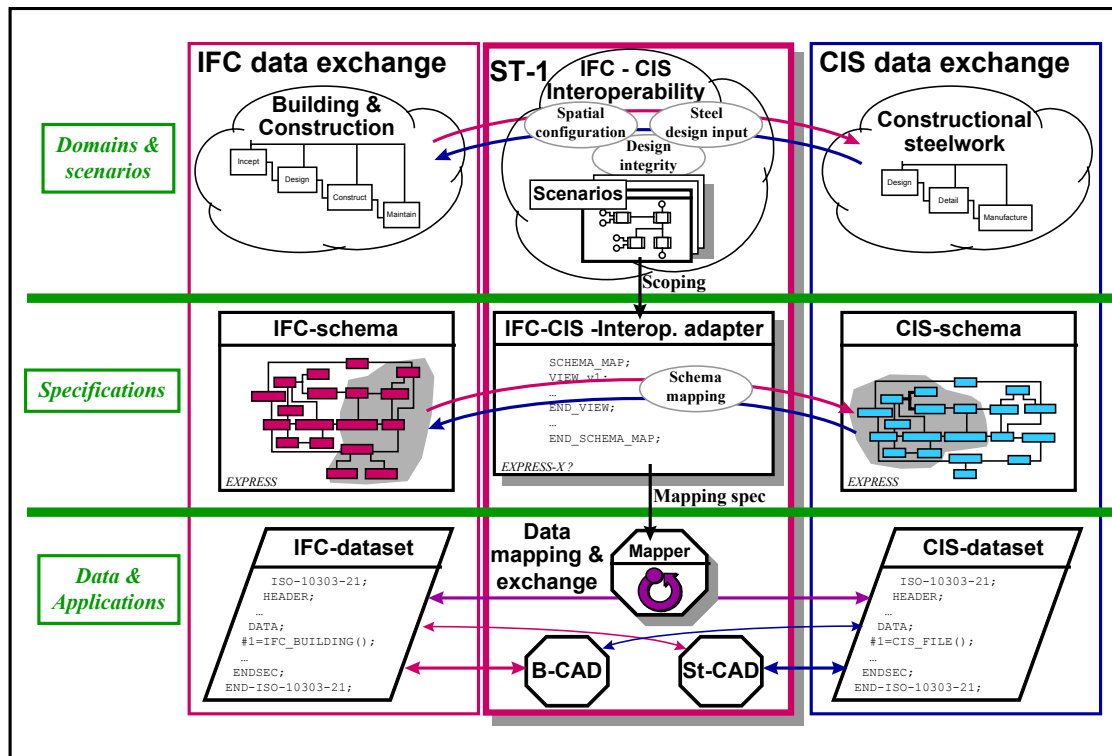 IFC data exchange
ST-1
IFC - CIS
Interoperability
CIS data exchange
Domains &
scenarios
Building &
Construction
Incept
Design
Construct
Maintain
Spatial
configuration
Steel
design input
Design
integrity
Scenarios
Constructional
steelwork
Design
Detail
Manufacture
Scoping
Specifications
IFC-schema
EXPRESS
IFC-CIS -Interop. adapter
SCHEMA_MAP;
VIEW v1;
…
END_VIEW;
…
END_SCHEMA_MAP;
Schema
mapping
EXPRESS-X ?
CIS-schema
EXPRESS
Mapping spec
Data &
Applications
IFC-dataset
ISO-10303-21;
HEADER;
…
DATA;
#1=IFC_BUILDING();
…
ENDSEC;
END-ISO-10303-21;
Data
mapping &
exchange
Mapper
B-CAD
St-CAD
CIS-dataset
ISO-10303-21;
HEADER;
…
DATA;
#1=CIS_FILE();
…
ENDSEC;
END-ISO-10303-21;